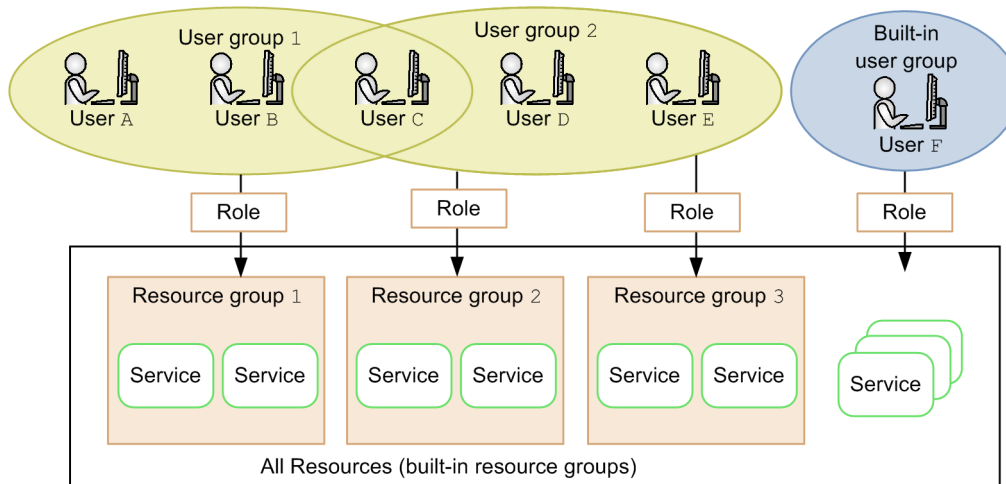 User group 1
User group 2
Built-in
user group
User A
User B
User C
User D
User E
User F
Role
Role
Role
Role
Resource group 1
Resource group 2
Resource group 3
Service
Service
Service
Service
Service
Service
Service
All Resources (built-in resource groups)